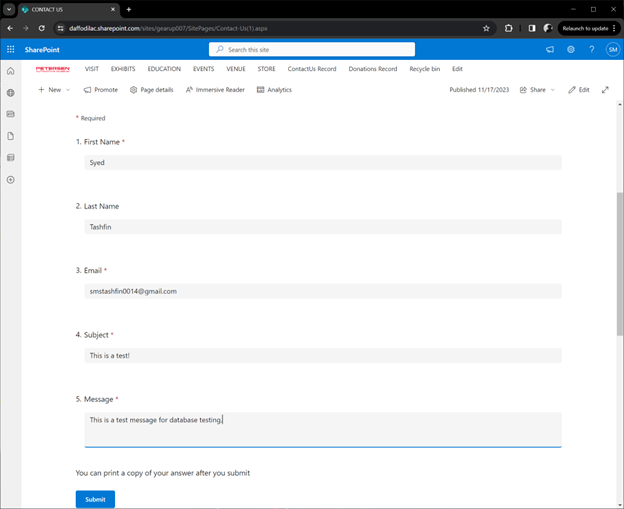 CONTACT US
daffodilac.sharepoint.com/sites/gearup007/SitePages/Contact-Us(1).aspx
Relaunch to update
SharePoint
Search this site
SM
PETERSEN
VISIT EXHIBITS EDUCATION EVENTS VENUE STORE ContactUs Record Donations Record Recycle bin Edit
New Promote Page details Immersive Reader Analytics Published 11/17/2023 Share Edit
* Required
1. First Name *
Syed
2. Last Name
Tashfin
3. Email *
smstashfin0014@gmail.com
4. Subject *
This is a test!
5. Message *
This is a test message for database testing.
You can print a copy of your answer after you submit
Submit